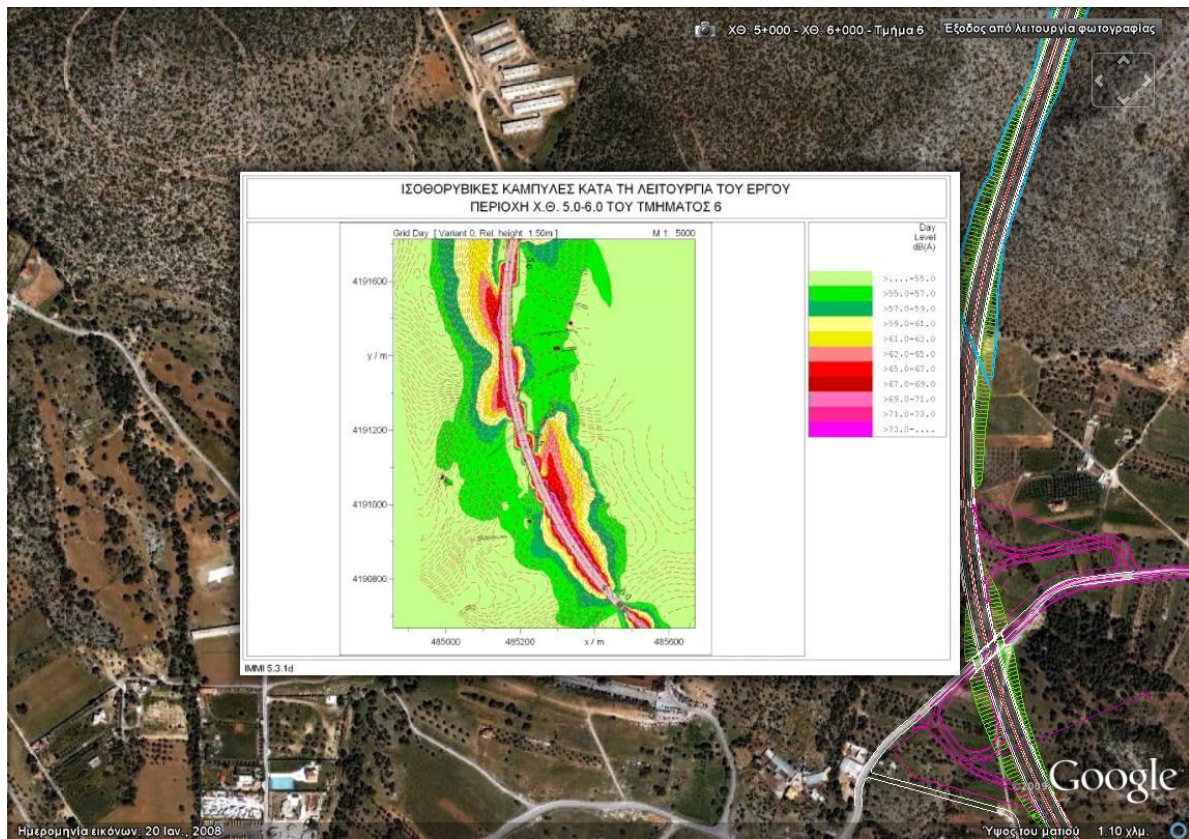 ΧΘ. 5+000 - ΧΘ. 6+000 - Τμήμα 6
Έξοδος από λειτουργία φωτογραφίας
ΙΣΟΘΟΡΥΒΙΚΕΣ ΚΑΜΠΥΛΕΣ ΚΑΤΑ ΤΗ ΛΕΙΤΟΥΡΓΙΑ ΤΟΥ ΕΡΓΟΥ
ΠΕΡΙΟΧΗ Χ.Θ. 5.0-6.0 ΤΟΥ ΤΜΗΜΑΤΟΣ 6
Grid Day [ Variant 0, Rel. height 1.50m ]
M 1: 5000
Day
Level
dB(A)
>....-55.0
>55.0-57.0
>57.0-59.0
>59.0-61.0
>61.0-63.0
>63.0-65.0
>65.0-67.0
>67.0-69.0
>69.0-71.0
>71.0-73.0
>73.0-....
4191600
y / m
4191200
4191000
4190800
485000
485200
x / m
485600
IMMI 5.3.1d
©2009
Google
Ημερομηνία εικόνων: 20 Ιαν., 2008
Ύψος του ματιού 1.10 χλμ.